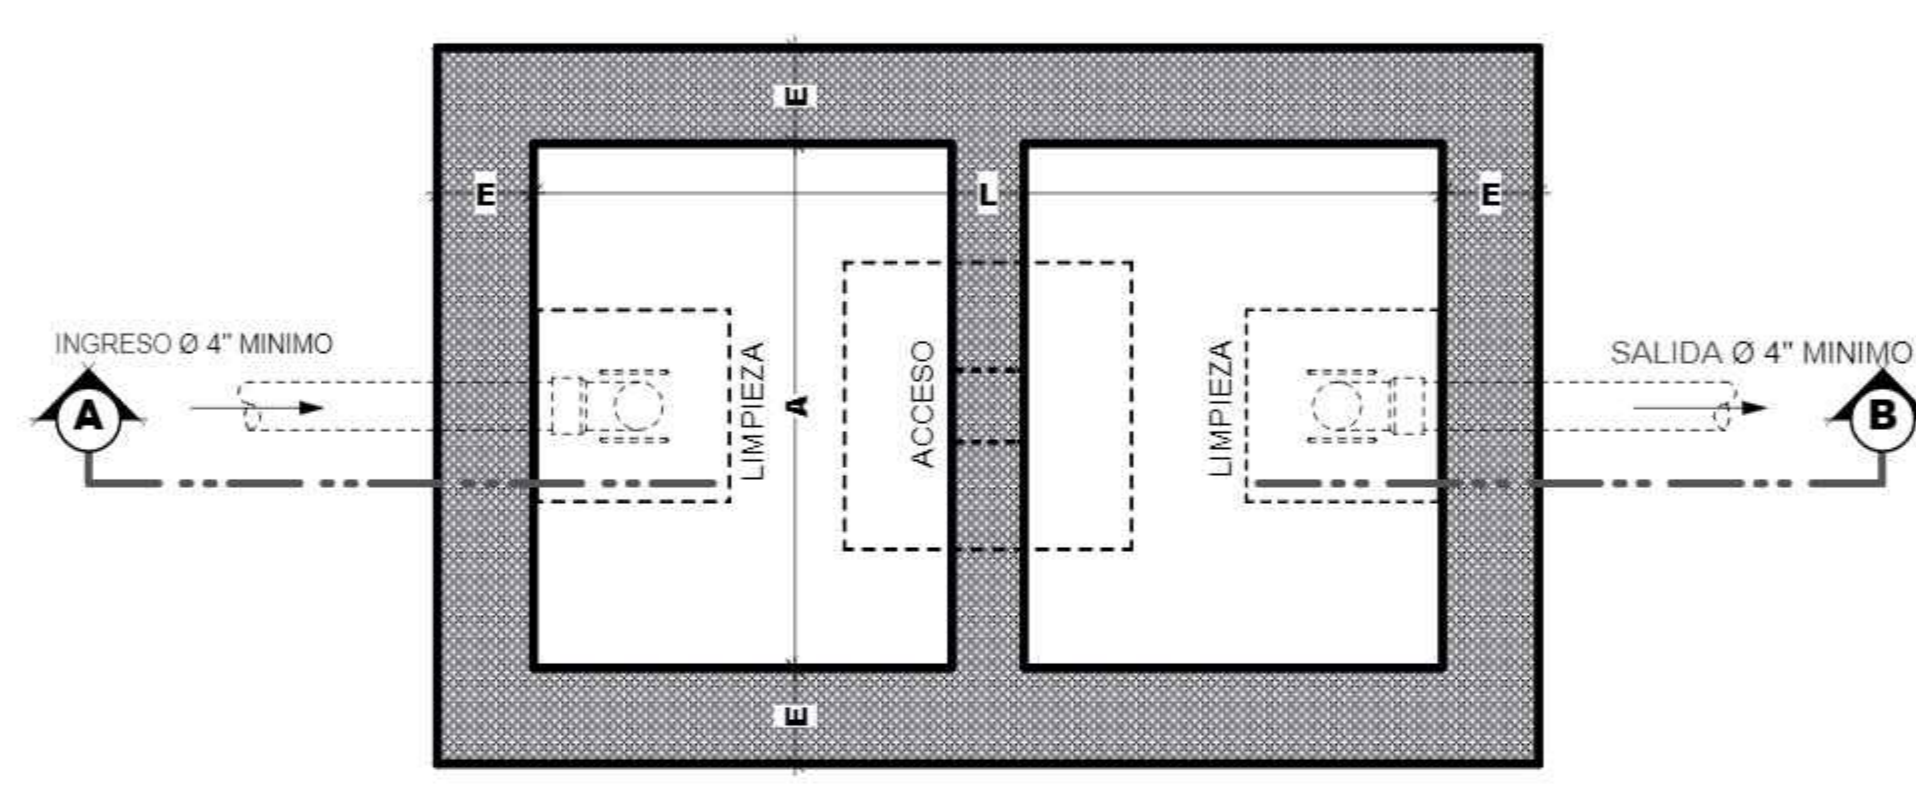 E
E
L
E
INGRESO Ø 4" MINIMO
SALIDA Ø 4" MINIMO
A
LIMPIEZA
A
ACCESO
LIMPIEZA
B
E